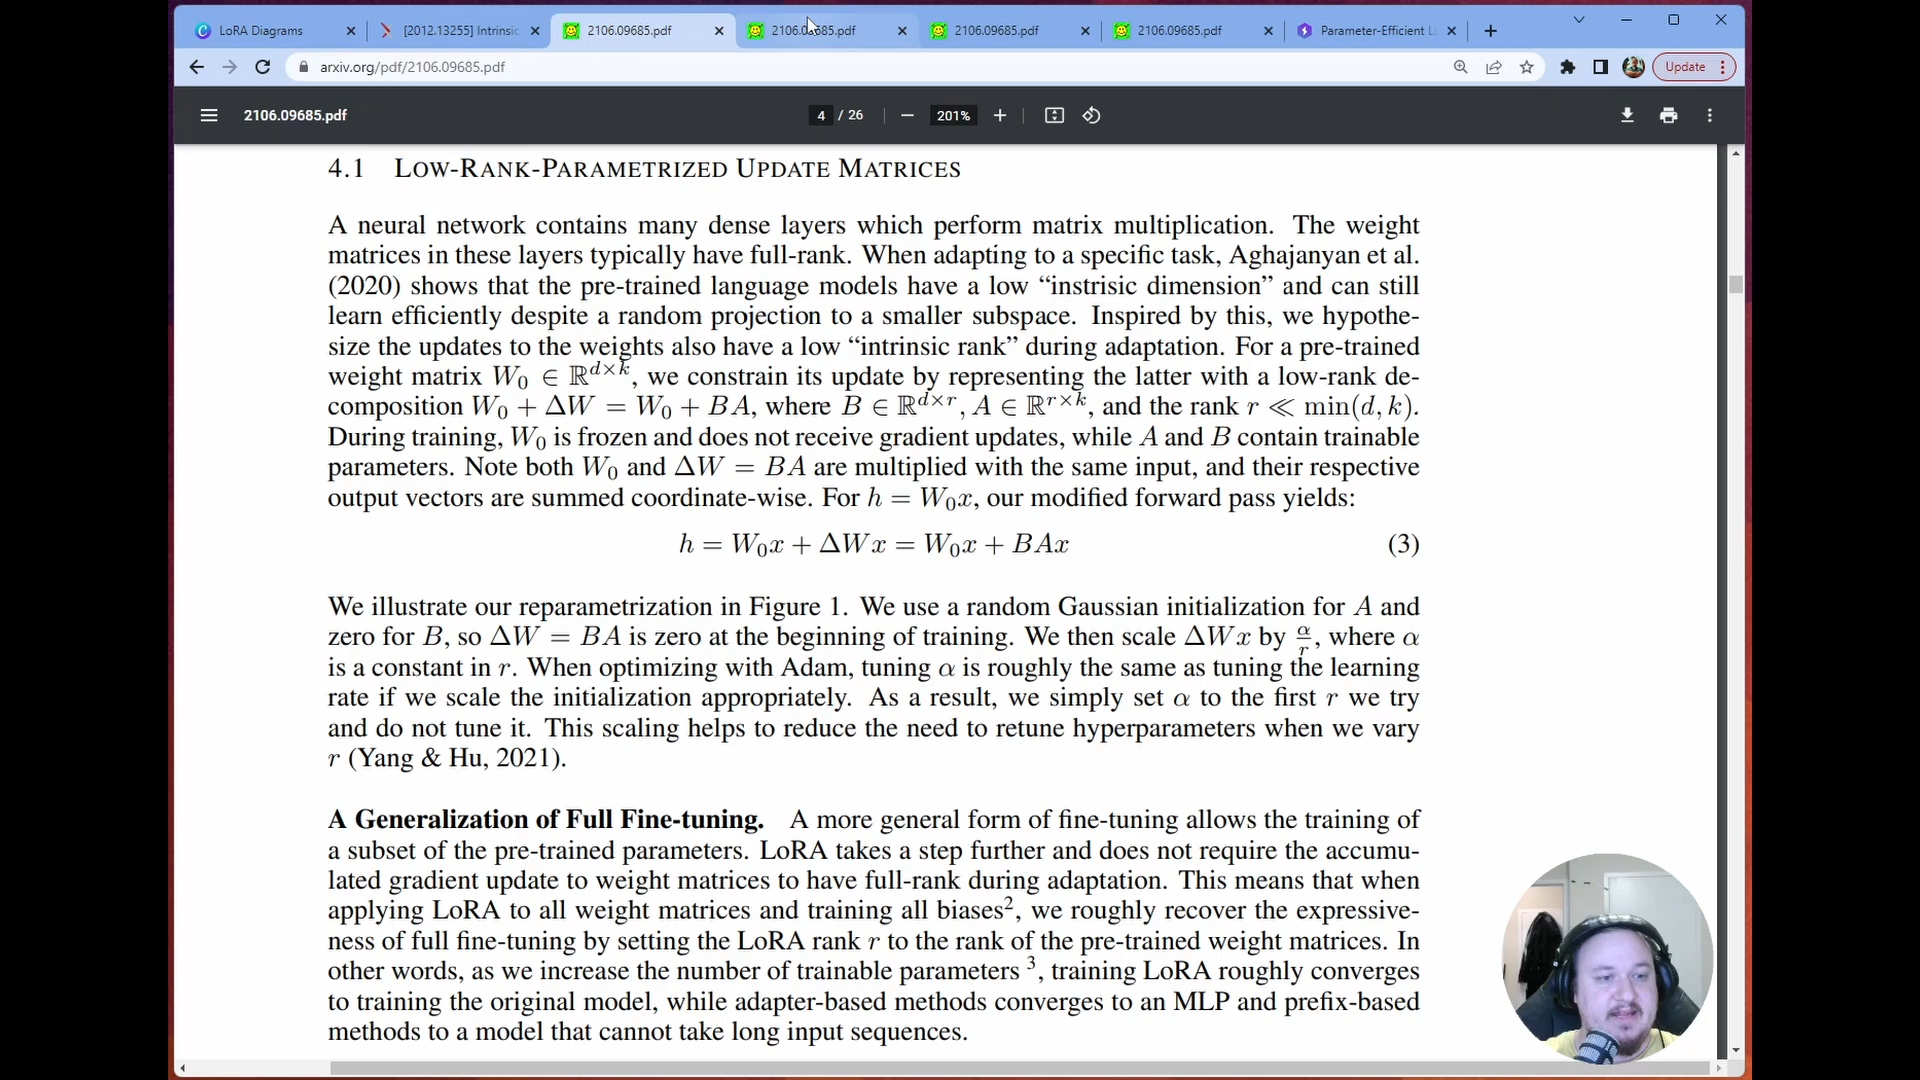 LoRA Diagrams
[2012.13255] Intrinsic
2106.09685.pdf
2106.09685.pdf
2106.09685.pdf
2106.09685.pdf
Parameter-Efficient LL
arxiv.org/pdf/2106.09685.pdf
Update
2106.09685.pdf
4 / 26
201%
4.1 LOW-RANK-PARAMETRIZED UPDATE MATRICES
A neural network contains many dense layers which perform matrix multiplication. The weight
matrices in these layers typically have full-rank. When adapting to a specific task, Aghajanyan et al.
(2020) shows that the pre-trained language models have a low “instrisic dimension” and can still
learn efficiently despite a random projection to a smaller subspace. Inspired by this, we hypothe-
size the updates to the weights also have a low “intrinsic rank” during adaptation. For a pre-trained
weight matrix W₀ ∈ ℝ^{d×k}, we constrain its update by representing the latter with a low-rank de-
composition W₀ + ΔW = W₀ + BA, where B ∈ ℝ^{d×r}, A ∈ ℝ^{r×k}, and the rank r ≪ min(d, k).
During training, W₀ is frozen and does not receive gradient updates, while A and B contain trainable
parameters. Note both W₀ and ΔW = BA are multiplied with the same input, and their respective
output vectors are summed coordinate-wise. For h = W₀x, our modified forward pass yields:
h = W₀x + ΔWx = W₀x + BAx (3)
We illustrate our reparametrization in Figure 1. We use a random Gaussian initialization for A and
zero for B, so ΔW = BA is zero at the beginning of training. We then scale ΔWx by α/r, where α
is a constant in r. When optimizing with Adam, tuning α is roughly the same as tuning the learning
rate if we scale the initialization appropriately. As a result, we simply set α to the first r we try
and do not tune it. This scaling helps to reduce the need to retune hyperparameters when we vary
r (Yang & Hu, 2021).
A Generalization of Full Fine-tuning. A more general form of fine-tuning allows the training of
a subset of the pre-trained parameters. LoRA takes a step further and does not require the accumu-
lated gradient update to weight matrices to have full-rank during adaptation. This means that when
applying LoRA to all weight matrices and training all biases², we roughly recover the expressive-
ness of full fine-tuning by setting the LoRA rank r to the rank of the pre-trained weight matrices. In
other words, as we increase the number of trainable parameters ³, training LoRA roughly converges
to training the original model, while adapter-based methods converges to an MLP and prefix-based
methods to a model that cannot take long input sequences.